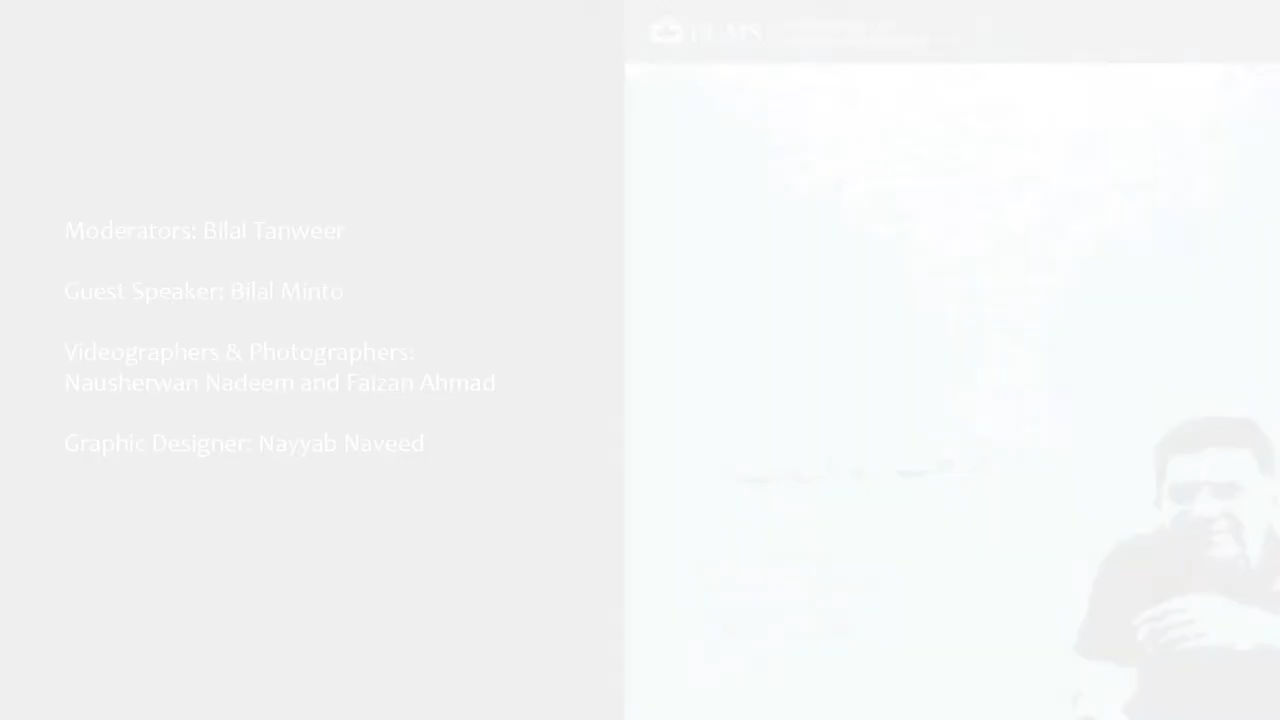 Moderators: Bilal Tanweer
Guest Speaker: Bilal Minto
Videographers & Photographers:
Nausherwan Nadeem and Faizan Ahmad
Graphic Designer: Nayyab Naveed